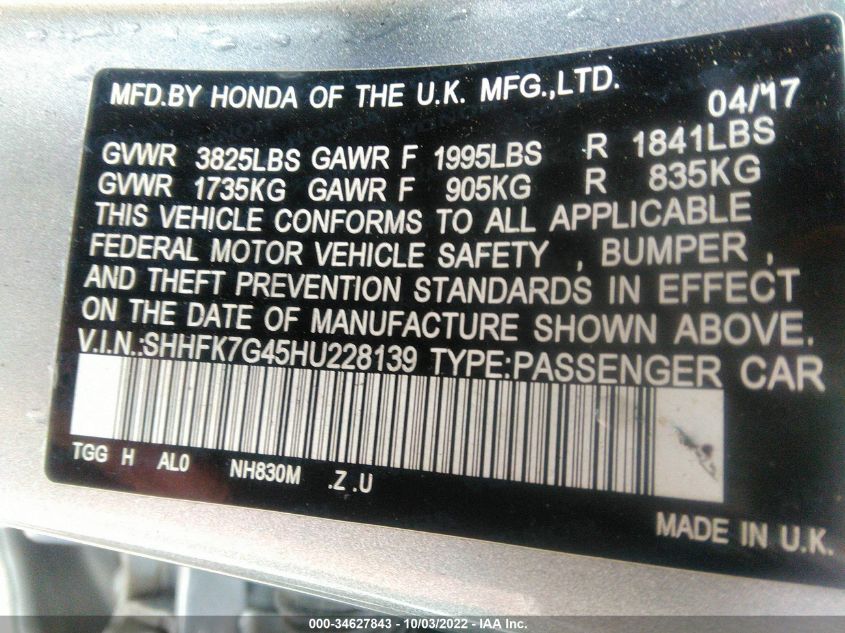 MFD.BY HONDA OF THE U.K. MFG.,LTD. 04/17
GVWR 3825LBS GAWR F 1995LBS R 1841LBS
GVWR 1735KG GAWR F 905KG R 835KG
THIS VEHICLE CONFORMS TO ALL APPLICABLE
FEDERAL MOTOR VEHICLE SAFETY , BUMPER ,
AND THEFT PREVENTION STANDARDS IN EFFECT
ON THE DATE OF MANUFACTURE SHOWN ABOVE.
V.I.N.:SHHFK7G45HU228139 TYPE:PASSENGER CAR
TGG H AL0 NH830M .Z .U
MADE IN U.K.
000-34627843 - 10/03/2022 - Copyright IAA, Inc.